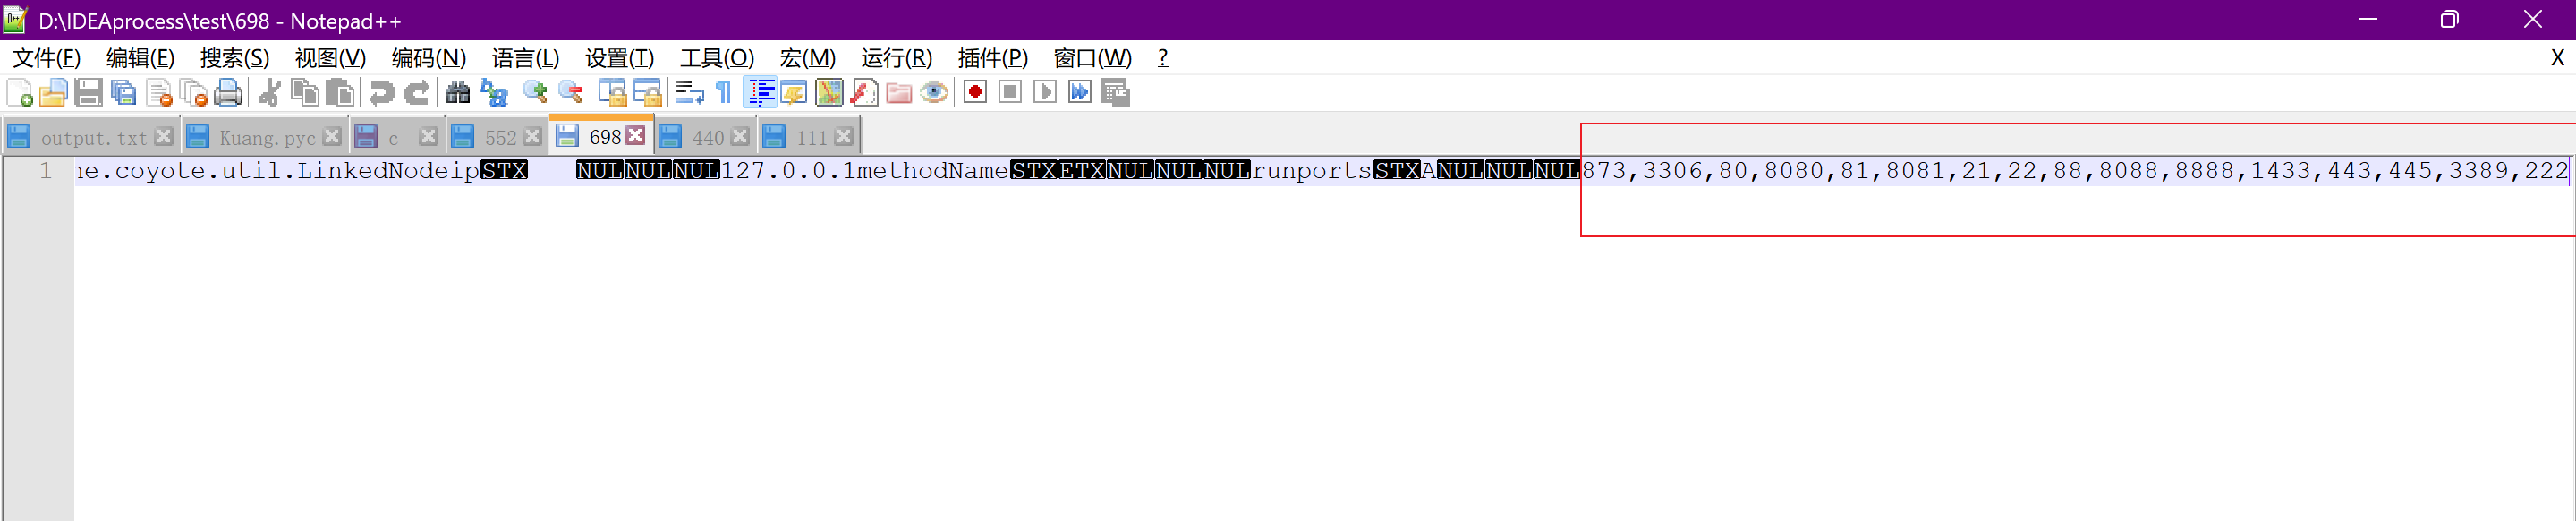 D:\IDEAprocess\test\698 - Notepad++
文件(F) 编辑(E) 搜索(S) 视图(V) 编码(N) 语言(L) 设置(T) 工具(O) 宏(M) 运行(R) 插件(P) 窗口(W) ? X
output.txt Kuang.pyc c 552 698 440 111
1 ne.coyote.util.LinkedNodeipSTX NULNULNUL127.0.0.1methodNameSTXETXNULNULNULrunportsSTXANULNULNUL873,3306,80,8080,81,8081,21,22,88,8088,8888,1433,443,445,3389,222